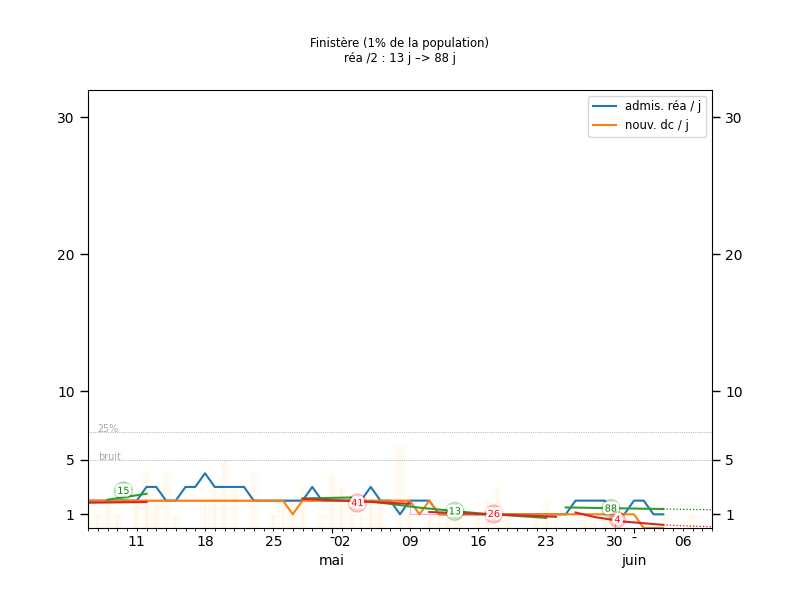 Finistère (1% de la population)
réa /2 : 13 j –> 88 j
admis. réa / j
nouv. dc / j
30 30
20 20
10 10
25%
5 bruit 5
15 88
41 13 26 4
1 1
11 18 25 02 09 16 23 30 06
mai juin